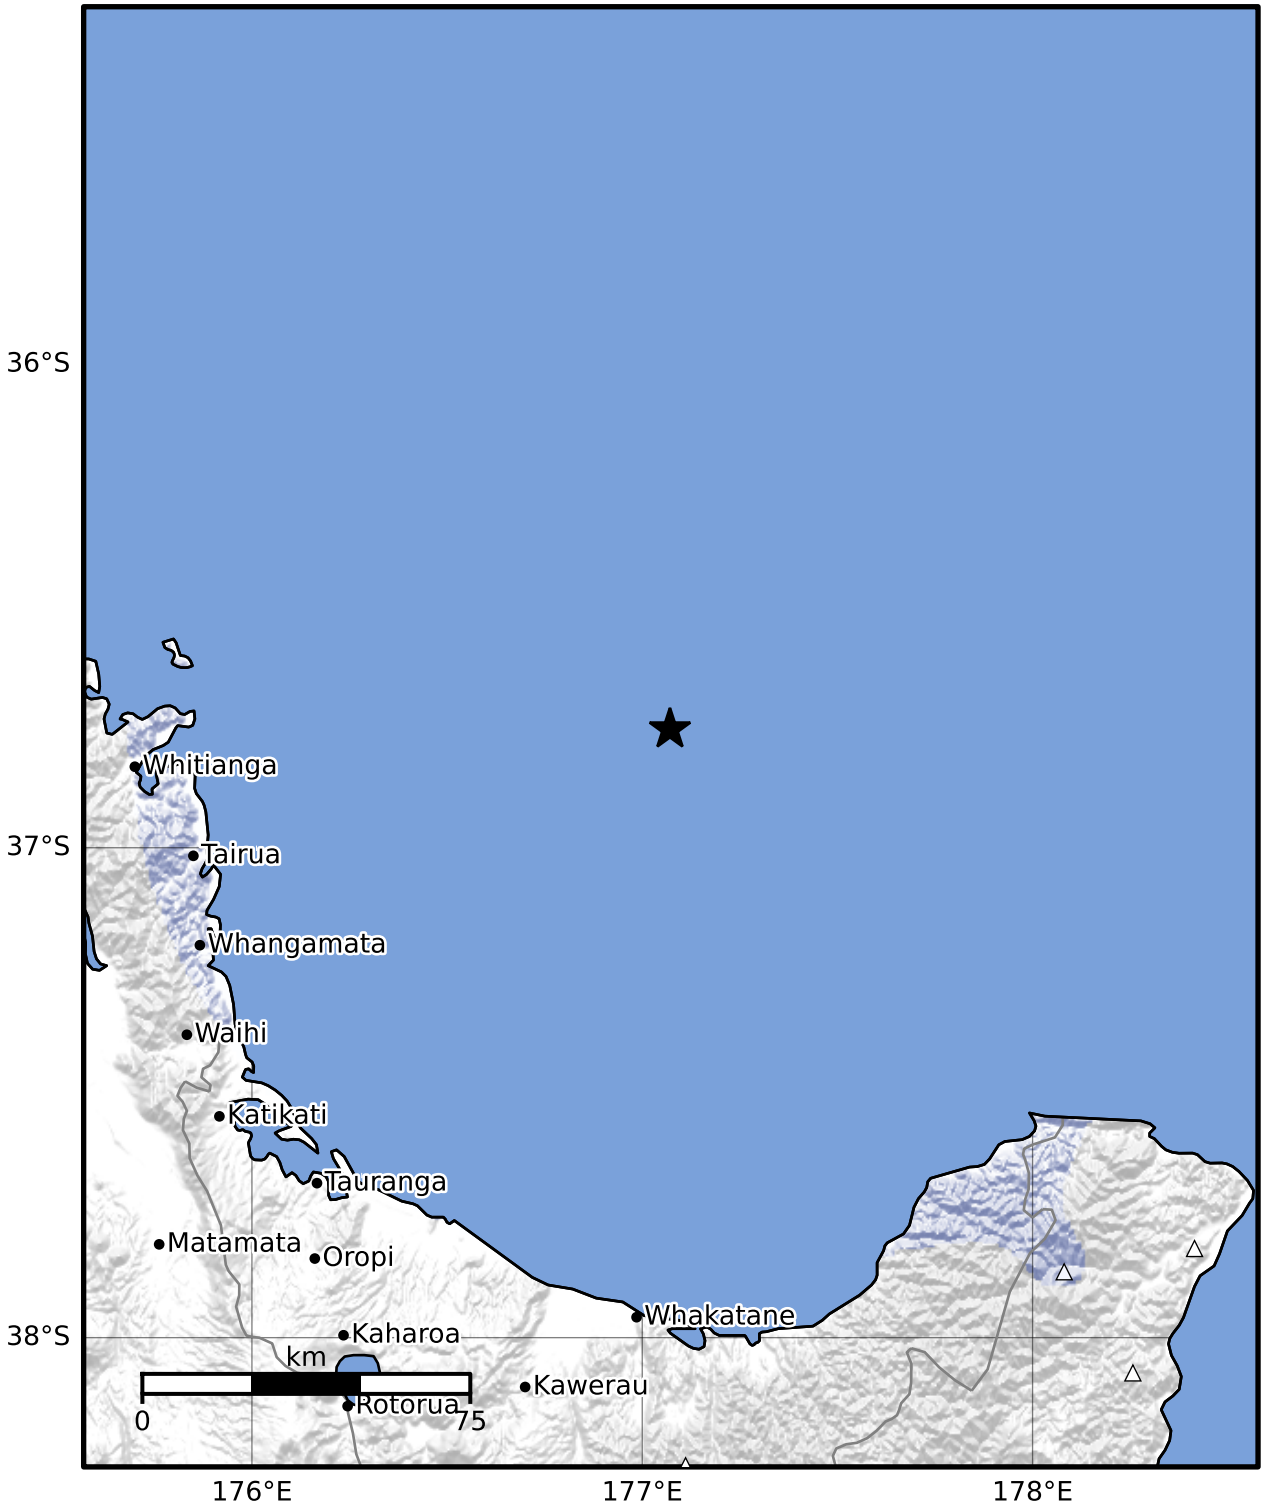 36°S
Whitianga
37°S
Tairua
Whangamata
Waihi
Katikati
Tauranga
Matamata
Oropi
Whakatane
38°S
Kaharoa
km
Kawerau
Rotorua
0
75
176°E
177°E
178°E